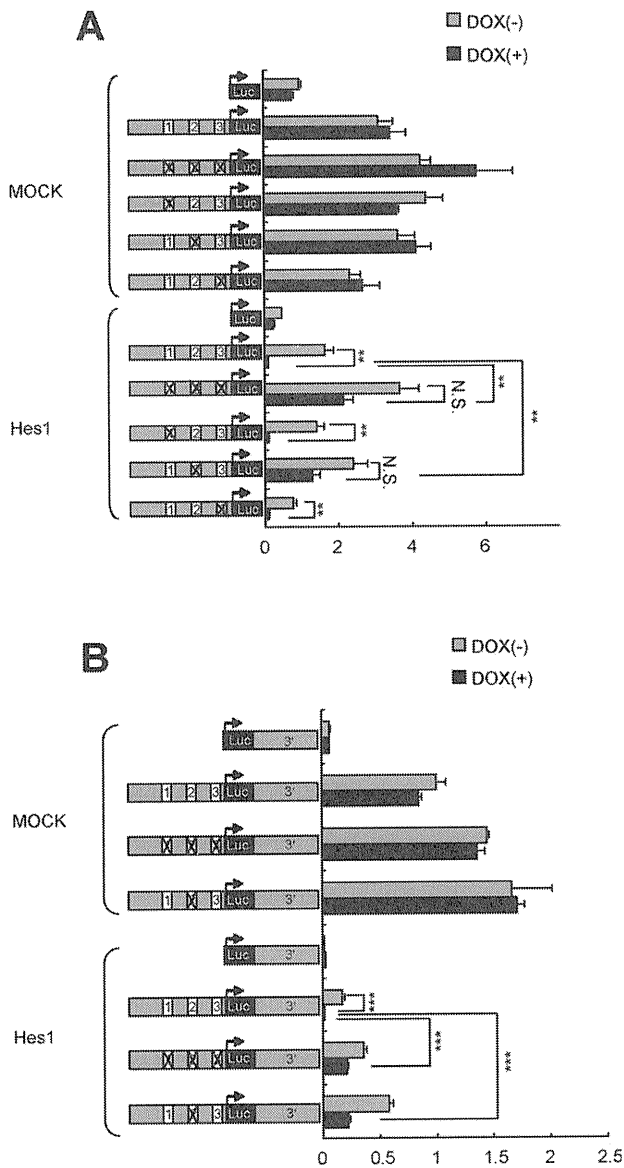 A
DOX(-)
DOX(+)
MOCK
Luc
1 2 3 Luc
X X X Luc
X 2 3 Luc
1 X 3 Luc
1 2 X Luc
Hes1
Luc
1 2 3 Luc
**
X X X Luc
N.S.
**
X 2 3 Luc
**
**
1 X 3 Luc
N.S.
1 2 X Luc
**
0 2 4 6
B
DOX(-)
DOX(+)
MOCK
Luc 3'
1 2 3 Luc 3'
X X X Luc 3'
1 X 3 Luc 3'
Hes1
Luc 3'
1 2 3 Luc 3'
***
X X X Luc 3'
***
***
1 X 3 Luc 3'
0 0.5 1 1.5 2 2.5